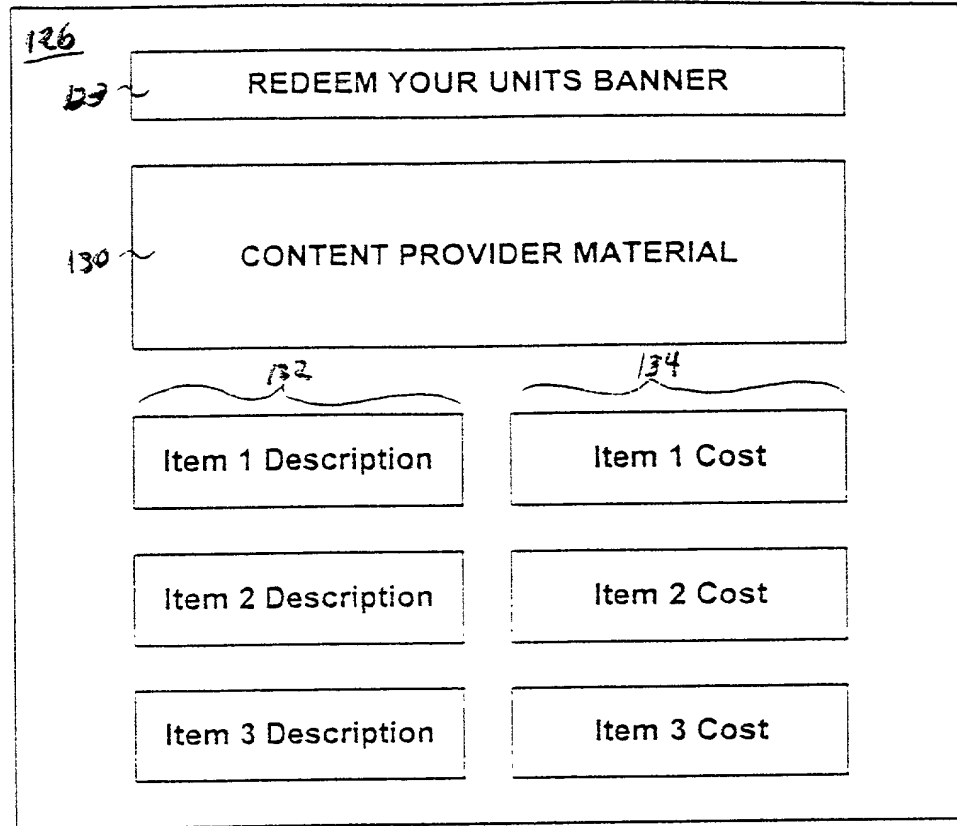 126
REDEEM YOUR UNITS BANNER
130
CONTENT PROVIDER MATERIAL
132 134
Item 1 Description Item 1 Cost
Item 2 Description Item 2 Cost
Item 3 Description Item 3 Cost